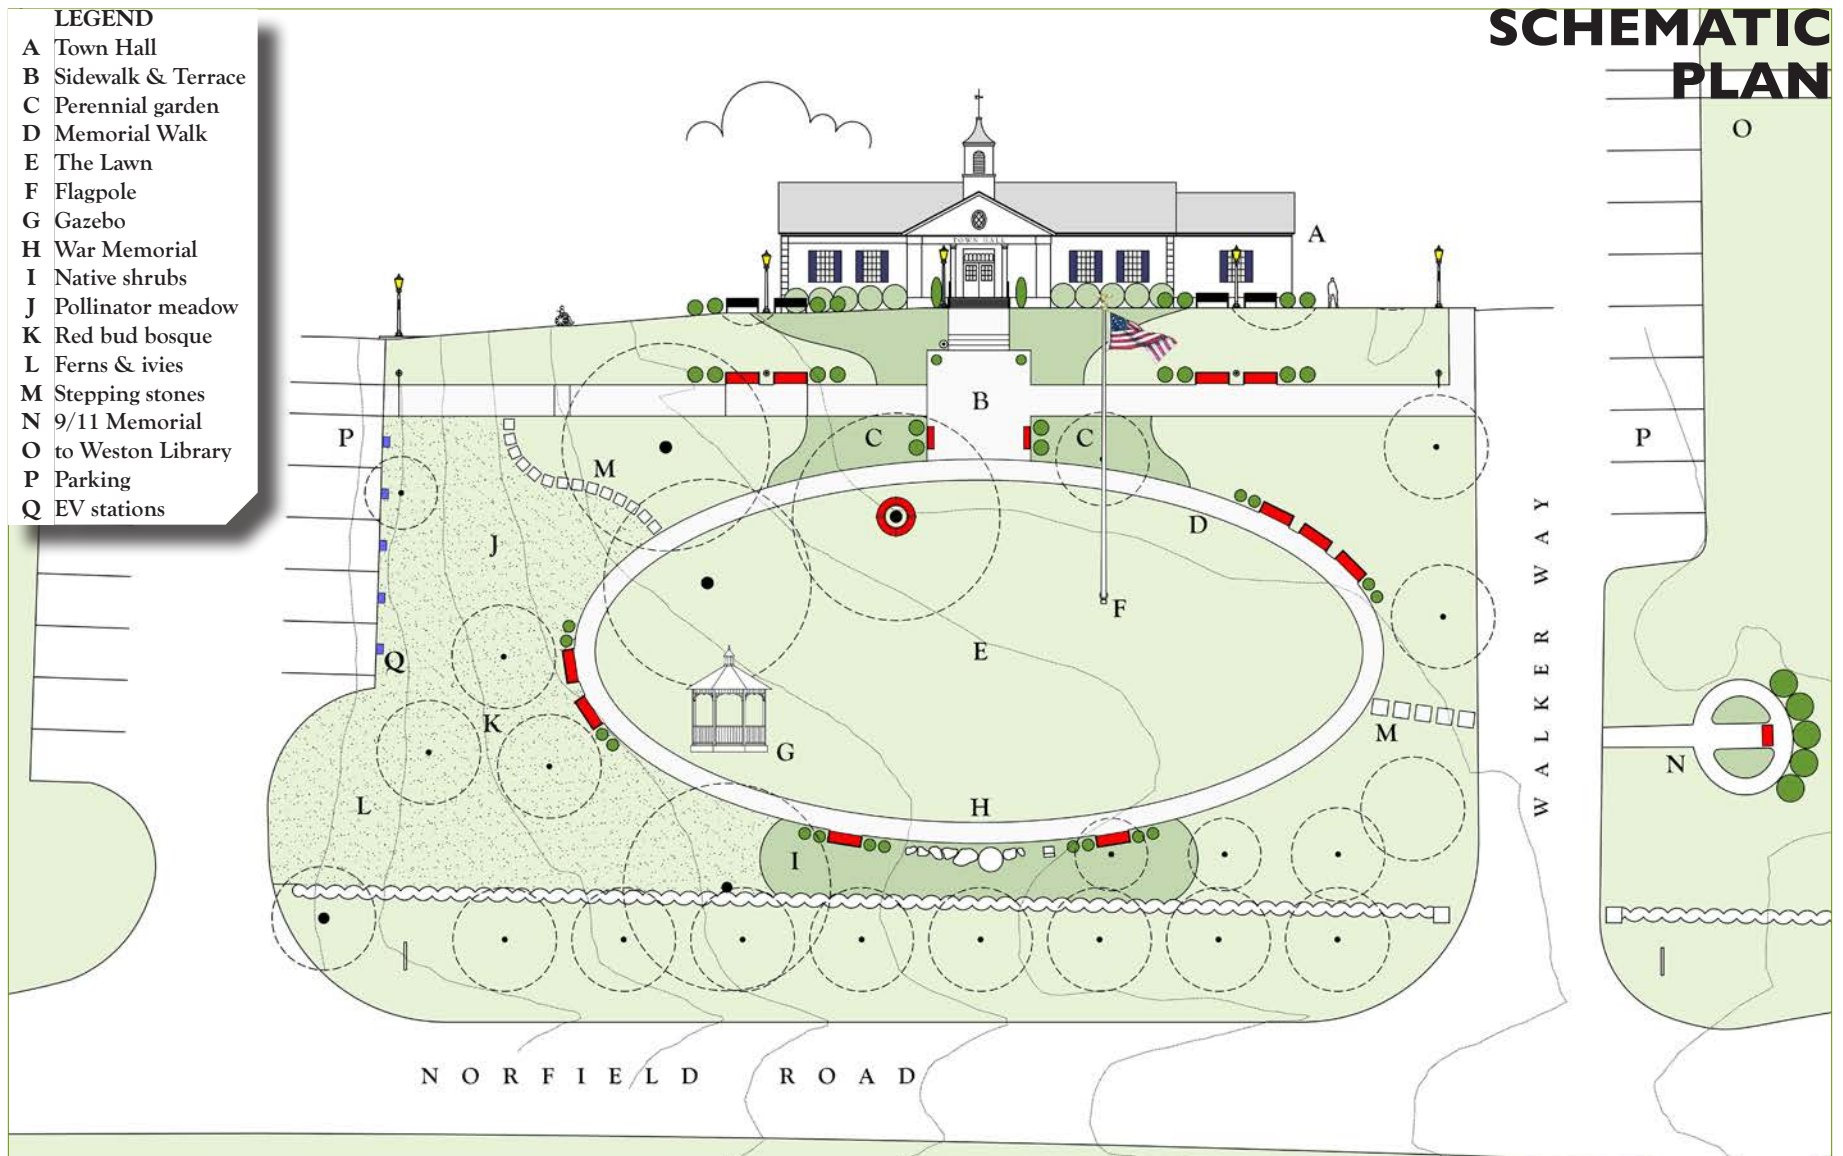 LEGEND
A Town Hall
B Sidewalk & Terrace
C Perennial garden
D Memorial Walk
E The Lawn
F Flagpole
G Gazebo
H War Memorial
I Native shrubs
J Pollinator meadow
K Red bud bosque
L Ferns & ivies
M Stepping stones
N 9/11 Memorial
O to Weston Library
P Parking
Q EV stations
SCHEMATIC
PLAN
O
A
TOWN HALL
B
P
C
C
P
M
D
J
F
E
Q
K
M
G
N
L
H
I
WALKER WAY
NORFIELD ROAD